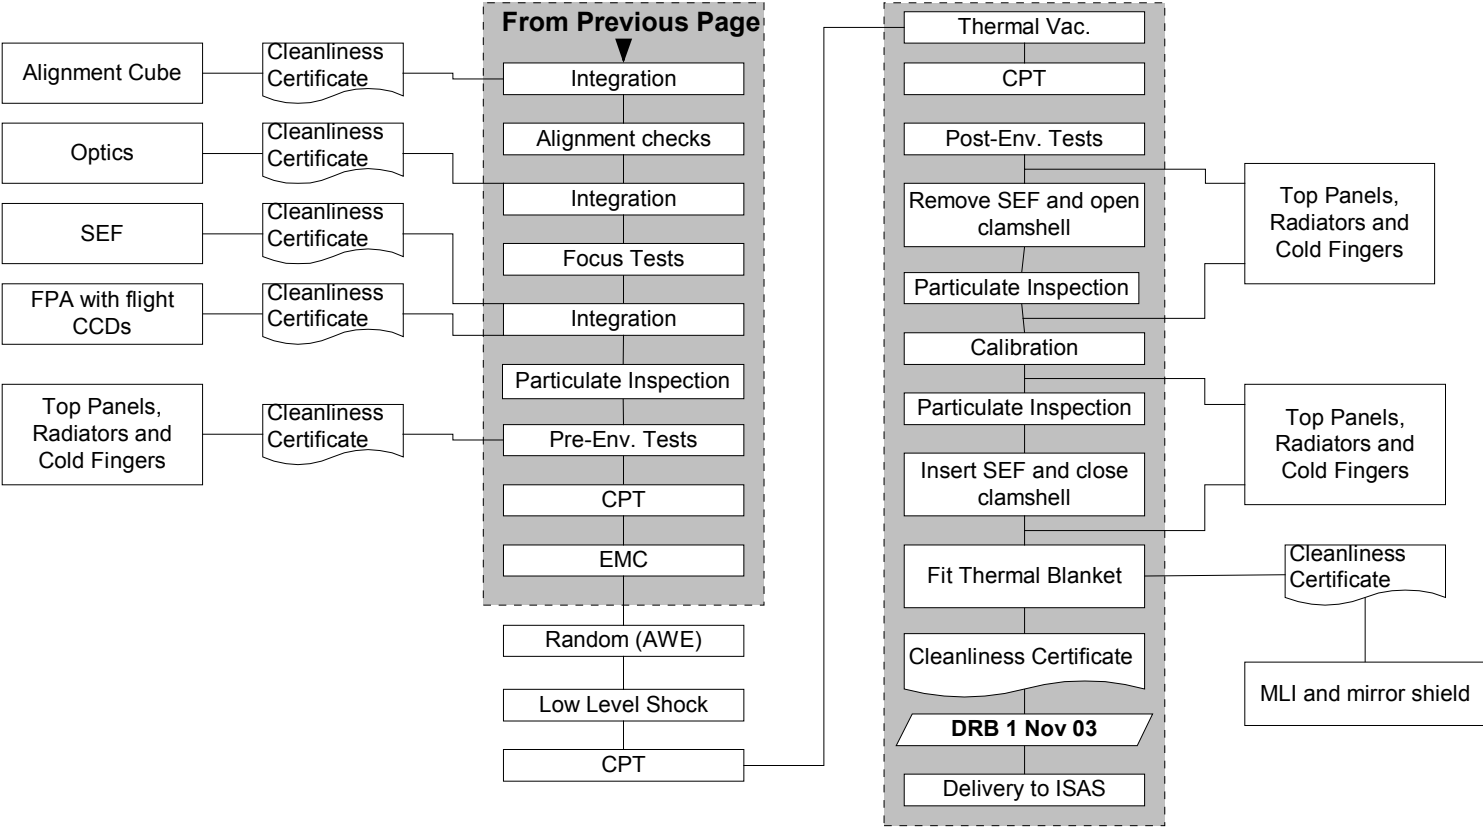 From Previous Page
Alignment Cube
Cleanliness
Certificate
Integration
Alignment checks
Optics
Cleanliness
Certificate
Integration
SEF
Cleanliness
Certificate
Focus Tests
FPA with flight
CCDs
Cleanliness
Certificate
Integration
Particulate Inspection
Top Panels,
Radiators and
Cold Fingers
Cleanliness
Certificate
Pre-Env. Tests
CPT
EMC
Random (AWE)
Low Level Shock
CPT
Thermal Vac.
CPT
Post-Env. Tests
Remove SEF and open
clamshell
Top Panels,
Radiators and
Cold Fingers
Particulate Inspection
Calibration
Particulate Inspection
Top Panels,
Radiators and
Cold Fingers
Insert SEF and close
clamshell
Fit Thermal Blanket
Cleanliness
Certificate
MLI and mirror shield
Cleanliness Certificate
DRB 1 Nov 03
Delivery to ISAS